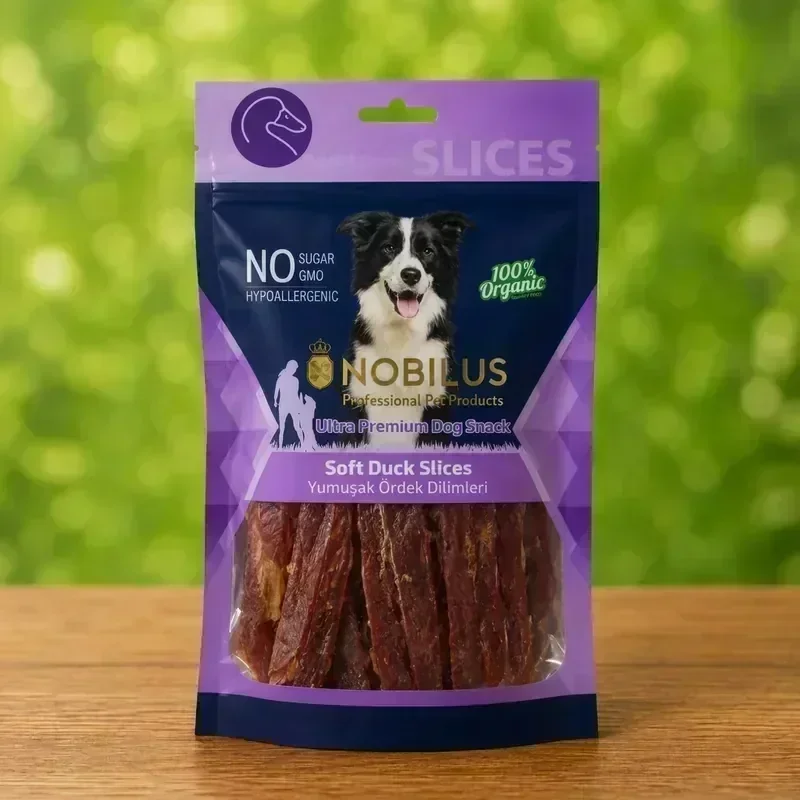 SLICES
NO SUGAR
GMO
HYPOALLERGENIC
100%
Organic
NOBILUS
Professional Pet Products
Ultra Premium Dog Snack
Soft Duck Slices
Yumuşak Ördek Dilimleri